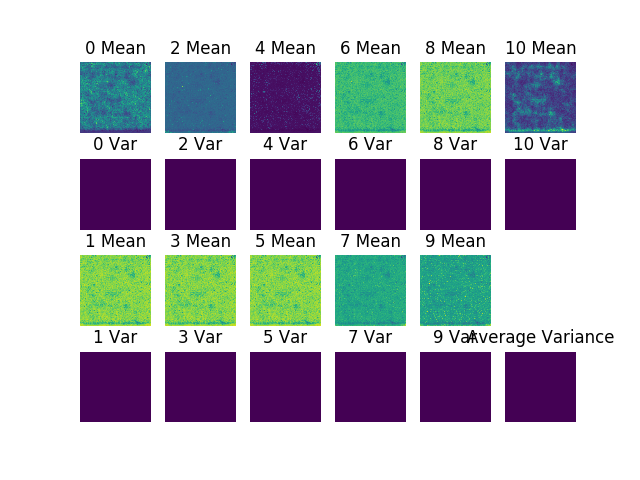 0 Mean 2 Mean 4 Mean 6 Mean 8 Mean 10 Mean
0 Var 2 Var 4 Var 6 Var 8 Var 10 Var
1 Mean 3 Mean 5 Mean 7 Mean 9 Mean
1 Var 3 Var 5 Var 7 Var 9 Var Average Variance